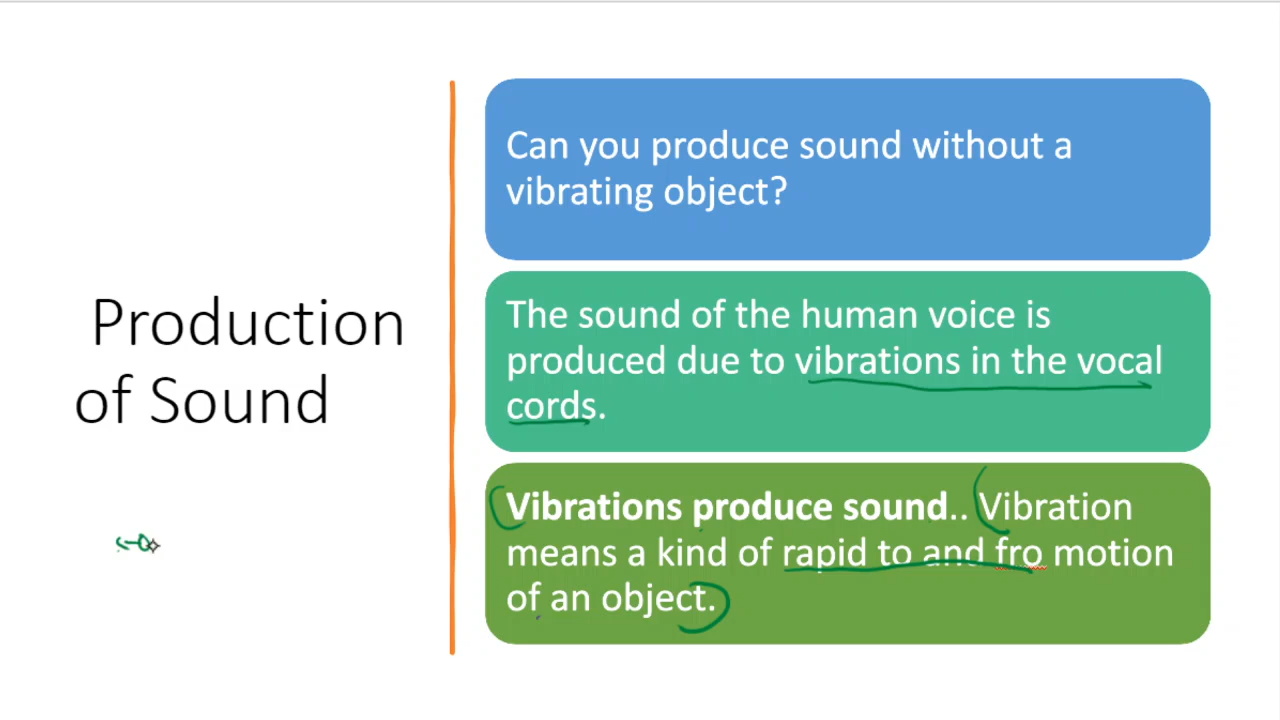 Production
of Sound
Can you produce sound without a
vibrating object?
The sound of the human voice is
produced due to vibrations in the vocal
cords.
Vibrations produce sound.. Vibration
means a kind of rapid to and fro motion
of an object.